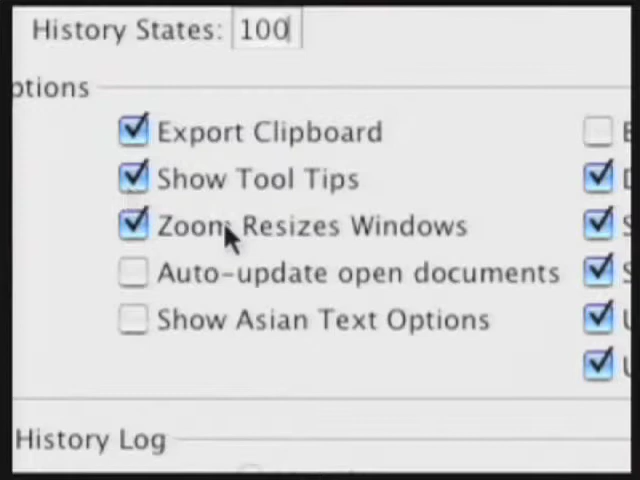 History States: 100
ptions
Export Clipboard
Show Tool Tips
Zoom Resizes Windows
Auto-update open documents
Show Asian Text Options
History Log